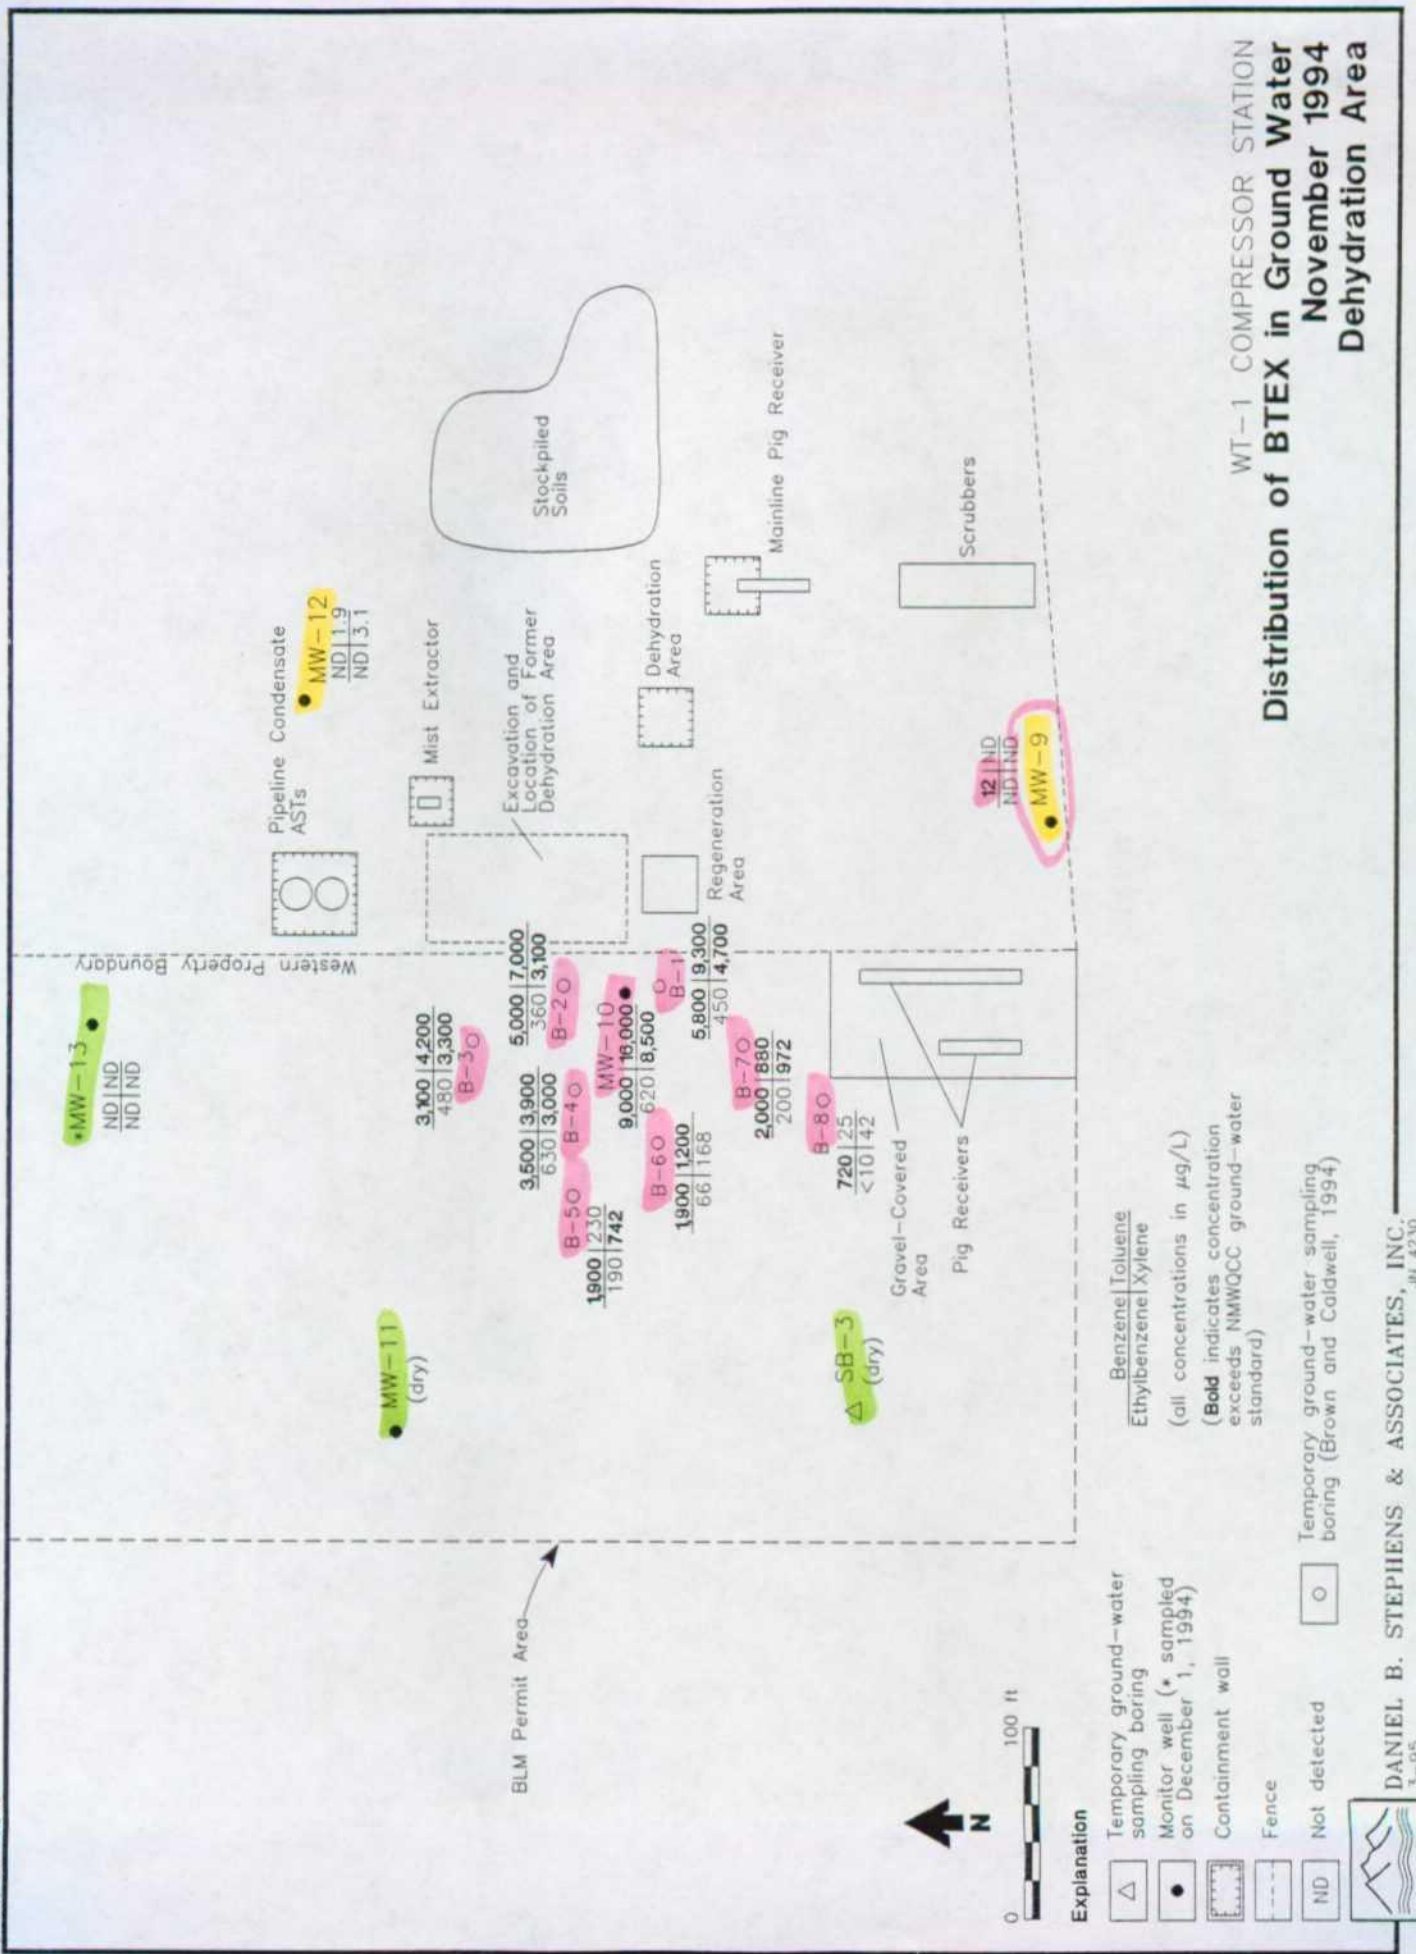 *MW-13
ND|ND
ND|ND
Western Property Boundary
Pipeline Condensate
ASTs
MW-12
ND|1.9
ND|3.1
MW-11
(dry)
3,100|4,200
480|3,300
B-3
Mist Extractor
5,000|7,000
360|3,100
B-2
Excavation and
Location of Former
Dehydration Area
Stockpiled
Soils
BLM Permit Area
3,500|3,900
630|3,000
B-4
B-5
1,900|230
190|742
MW-10
9,000|16,000
620|8,500
B-6
1,900|1,200
66|168
B-1
5,800|9,300
450|4,700
Regeneration
Area
Dehydration
Area
Mainline Pig Receiver
B-7
2,000|880
200|972
B-8
720|25
<10|42
SB-3
(dry)
Gravel-Covered
Area
Pig Receivers
Scrubbers
12|ND
ND|ND
MW-9
N
0 100 ft
Explanation
Temporary ground-water
sampling boring
Monitor well (* sampled
on December 1, 1994)
Containment wall
Fence
ND Not detected
Temporary ground-water sampling
boring (Brown and Caldwell, 1994)
Benzene|Toluene
Ethylbenzene|Xylene
(all concentrations in µg/L)
(Bold indicates concentration
exceeds NMWQCC ground-water
standard)
WT-1 COMPRESSOR STATION
Distribution of BTEX in Ground Water
November 1994
Dehydration Area
DANIEL B. STEPHENS & ASSOCIATES, INC.
3-95